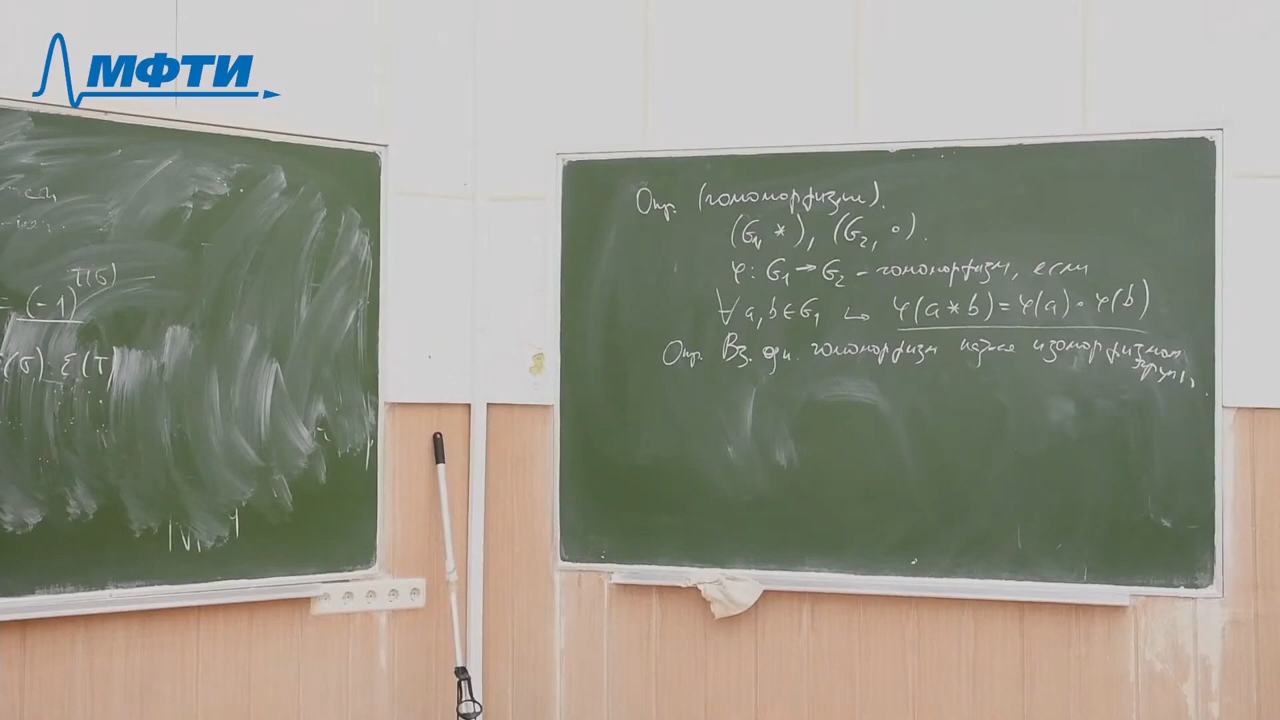 МФТИ
= (-1)^τ(σ)
(σ)·ε(τ)
Опр. (гомоморфизм).
(G₁, *), (G₂, ∘).
φ: G₁ → G₂ - гомоморфизм, если
∀ a, b ∈ G₁ ↪ φ(a * b) = φ(a) ∘ φ(b)
Опр. Вз. одн. гомоморфизм назыв изоморфизмом
групп,